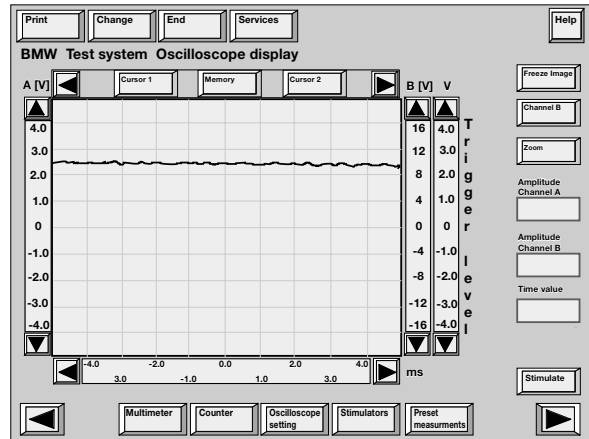 Print Change End Services Help
BMW Test system Oscilloscope display
A [V] Cursor 1 Memory Cursor 2 B [V] V
Freeze Image
Channel B
Zoom
4.0 16 4.0
3.0 12 3.0
2.0 8 2.0
1.0 4 1.0
0 0 0
-1.0 -4 -1.0
-2.0 -8 -2.0
-3.0 -12 -3.0
-4.0 -16 -4.0
Trigger level
Amplitude
Channel A
Amplitude
Channel B
Time value
-4.0 -2.0 0.0 2.0 4.0
3.0 -1.0 1.0 3.0
ms
Stimulate
Multimeter Counter Oscilloscope setting Stimulators Preset measurments